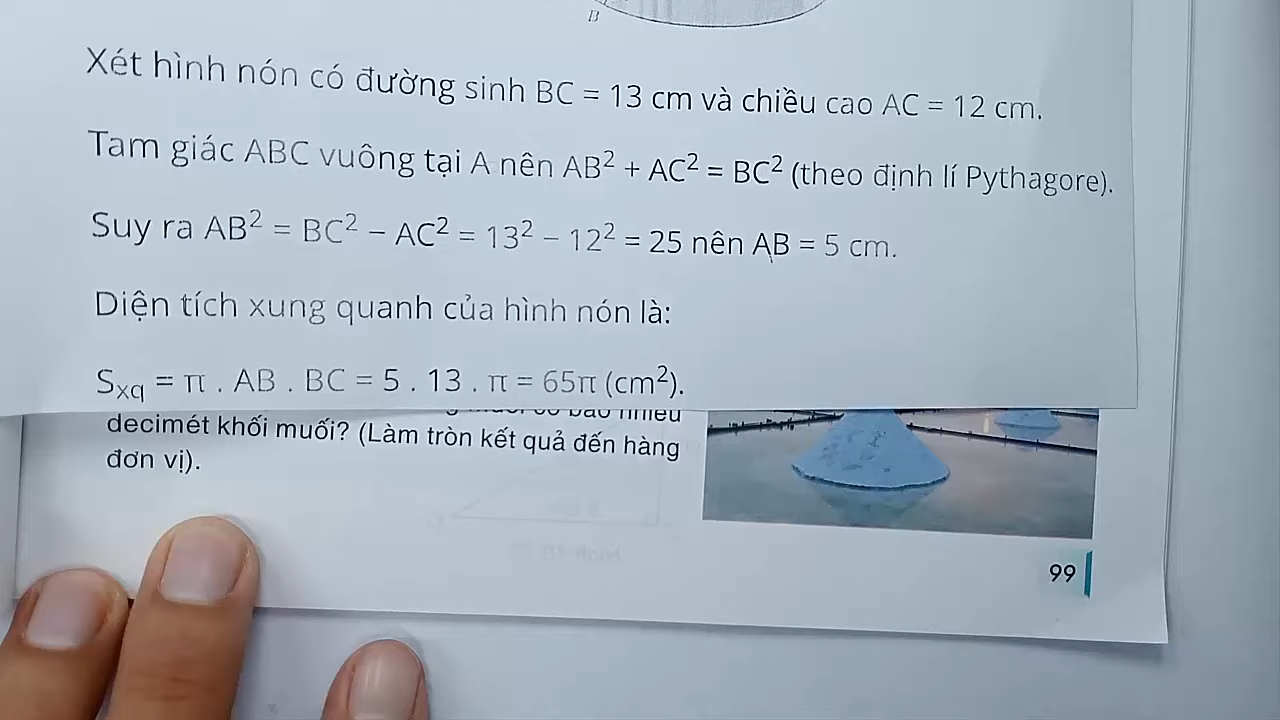 B
Xét hình nón có đường sinh BC = 13 cm và chiều cao AC = 12 cm.
Tam giác ABC vuông tại A nên AB² + AC² = BC² (theo định lí Pythagore).
Suy ra AB² = BC² − AC² = 13² − 12² = 25 nên AB = 5 cm.
Diện tích xung quanh của hình nón là:
Sxq = π . AB . BC = 5 . 13 . π = 65π (cm²).
bao nhiêu
decimét khối muối? (Làm tròn kết quả đến hàng
đơn vị).
99